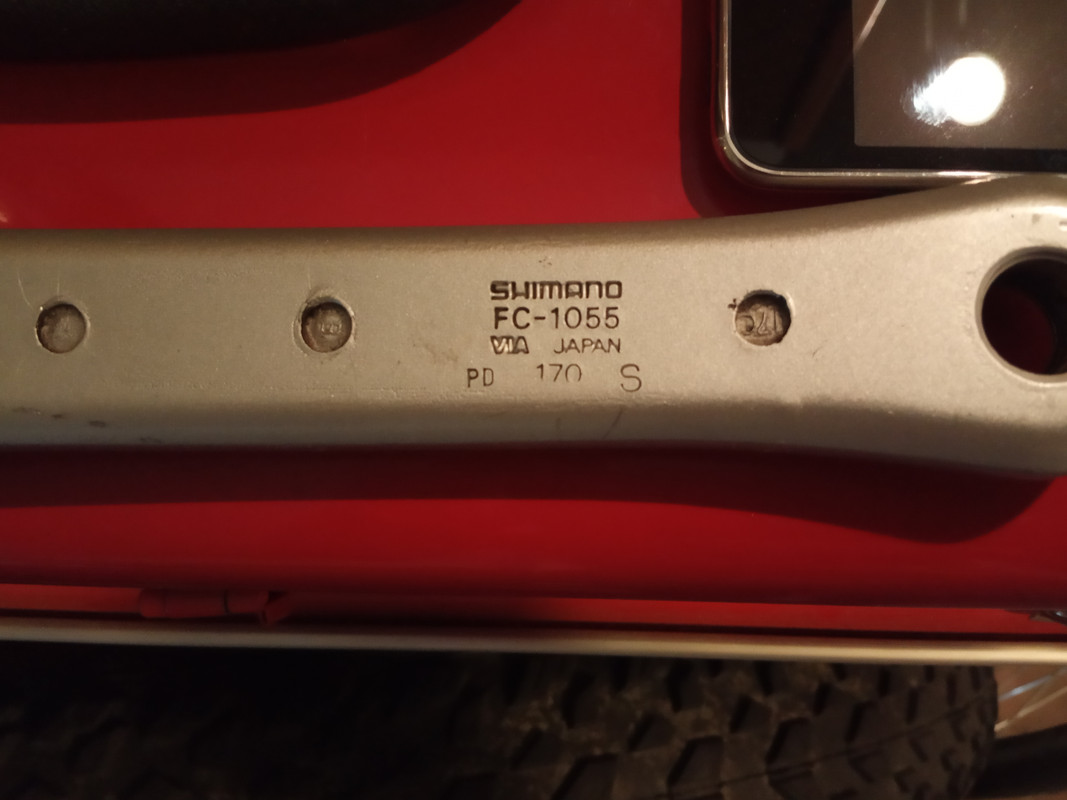 SHIMANO
FC-1055
VIA JAPAN
PD 170 S